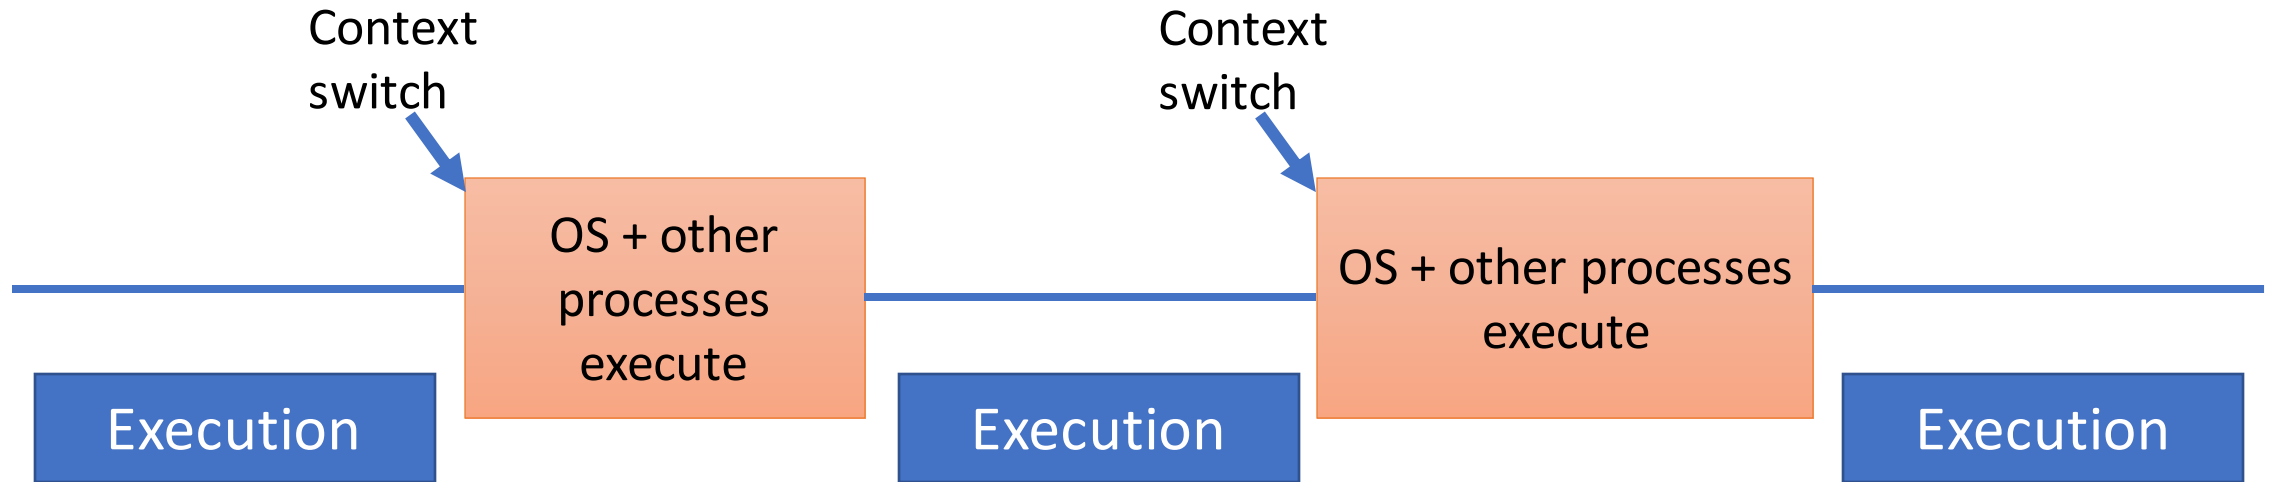 Context
switch
Context
switch
OS + other
processes
execute
OS + other processes
execute
Execution
Execution
Execution